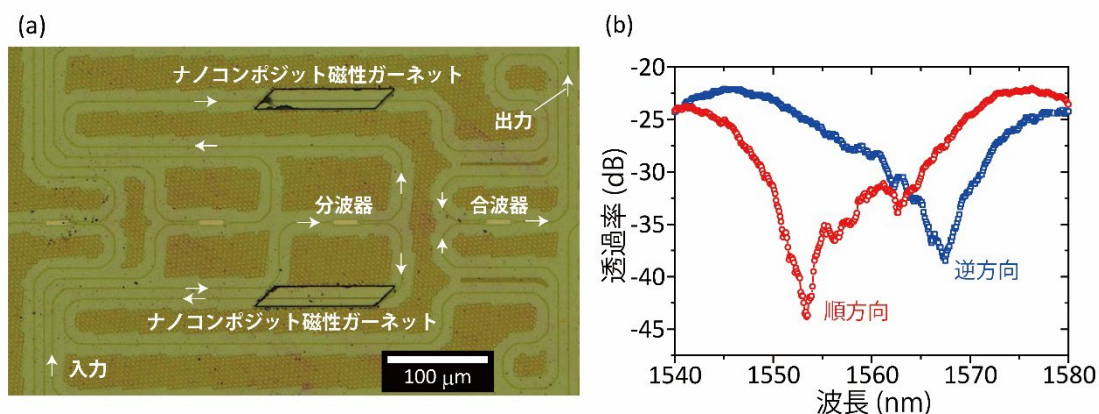 (a)
ナノコンポジット磁性ガーネット
出力
分波器
合波器
ナノコンポジット磁性ガーネット
入力
100 μm
(b)
透過率 (dB)
-20
-25
-30
-35
-40
-45
順方向
逆方向
1540 1550 1560 1570 1580
波長 (nm)